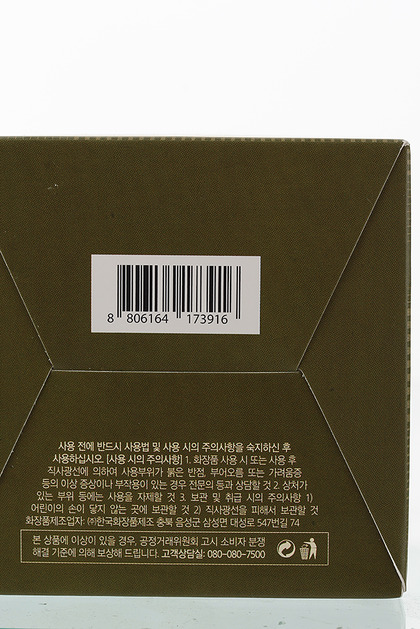 8 806164 173916
사용 전에 반드시 사용법 및 사용 시의 주의사항을 숙지하신 후
사용하십시오. [사용 시의 주의사항] 1. 화장품 사용 시 또는 사용 후
직사광선에 의하여 사용부위가 붉은 반점, 부어오름 또는 가려움증
등의 이상 증상이나 부작용이 있는 경우 전문의 등과 상담할 것 2. 상처가
있는 부위 등에는 사용을 자제할 것 3. 보관 및 취급 시의 주의사항 1)
어린이의 손이 닿지 않는 곳에 보관할 것 2) 직사광선을 피해서 보관할 것
화장품제조업자: ㈜한국화장품제조 충북 음성군 삼성면 대성로 547번길 74
본 상품에 이상이 있을 경우, 공정거래위원회 고시 소비자 분쟁
해결 기준에 의해 보상해 드립니다. 고객상담실: 080-080-7500